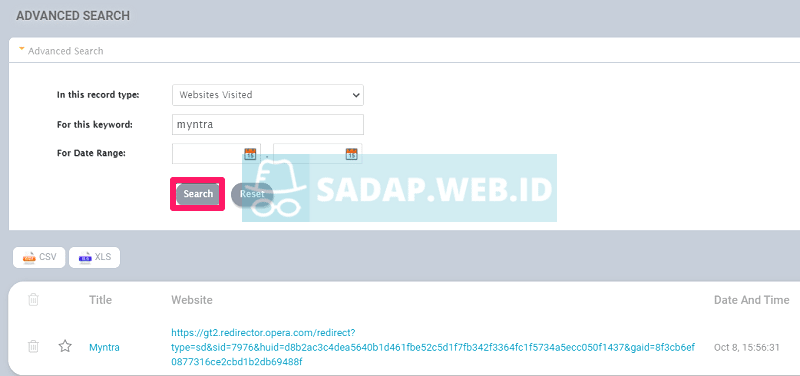 ADVANCED SEARCH
Advanced Search
In this record type:
Websites Visited
For this keyword:
myntra
For Date Range:
15
-
15
SADAP.WEB.ID
Search
Reset
CSV
XLS
Title
Website
Date And Time
Myntra
https://gt2.redirector.opera.com/redirect?
type=sd&sid=7976&huid=d8b2ac3c4dea5640b1d461fbe52c5d1f7fb342f3364fc1f5734a5ecc050f1437&gaid=8f3cb6ef
0877316ce2cbd1b2db69488f
Oct 8, 15:56:31